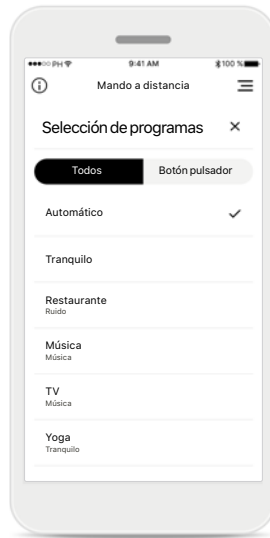 PH 9:41 AM 100 %
Mando a distancia
Selección de programas
Todos Botón pulsador
Automático
Tranquilo
Restaurante
Ruido
Música
Música
TV
Música
Yoga
Tranquilo